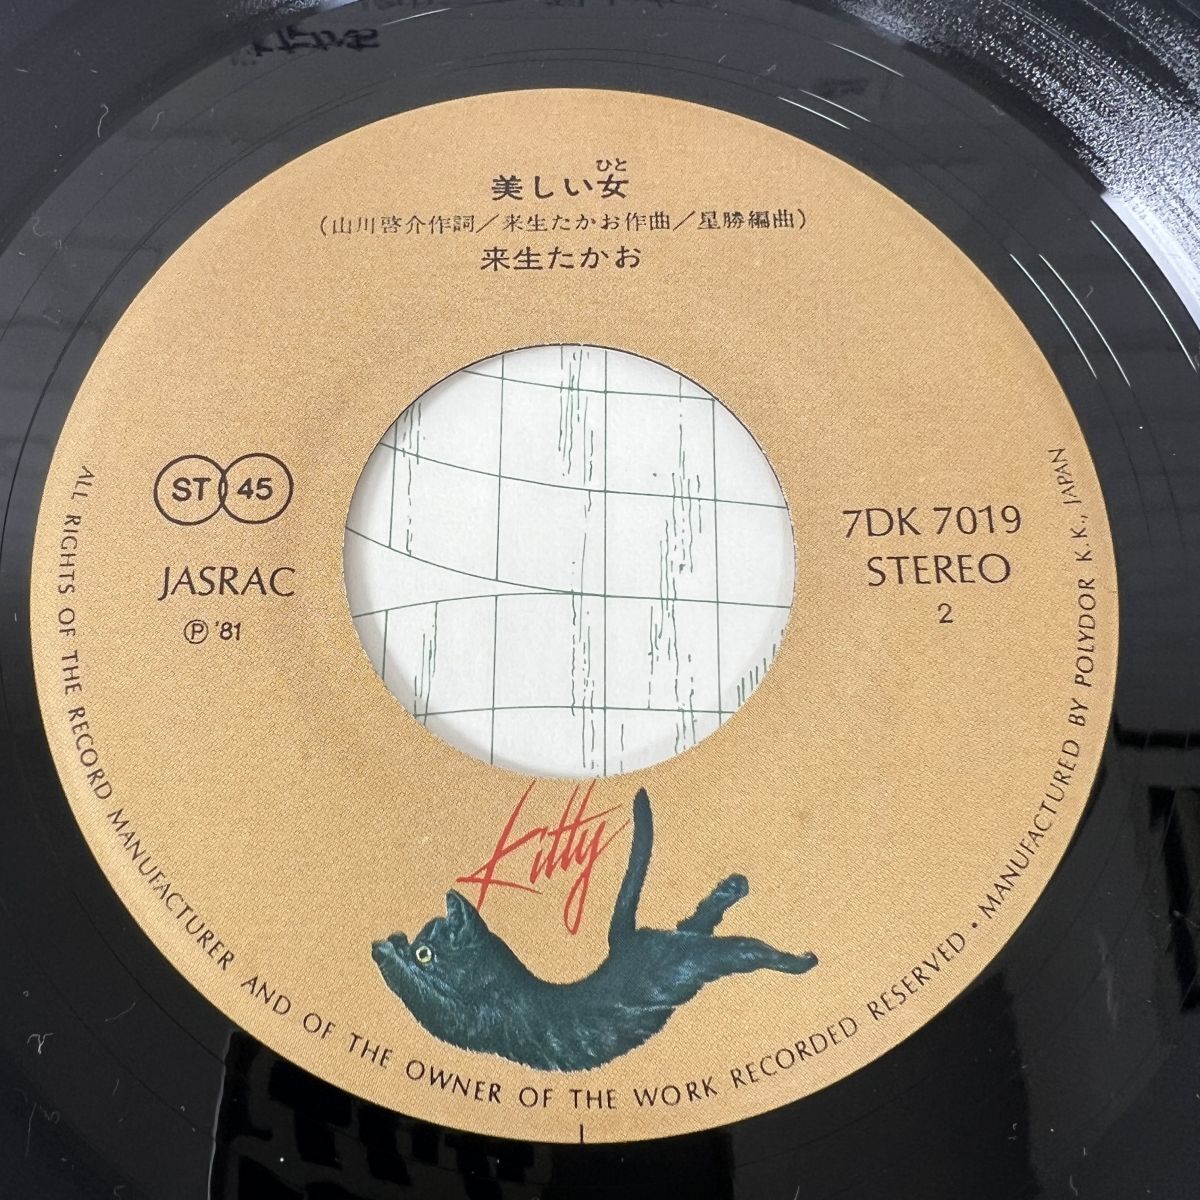 ひと
美しい女
(山川啓介作詞/来生たかお作曲/星勝編曲)
来生たかお
ST 45
JASRAC
Ⓟ '81
7DK 7019
STEREO
2
Kitty
ALL RIGHTS OF THE RECORD MANUFACTURER AND OF THE OWNER OF THE WORK RECORDED RESERVED • MANUFACTURED BY POLYDOR K.K., JAPAN